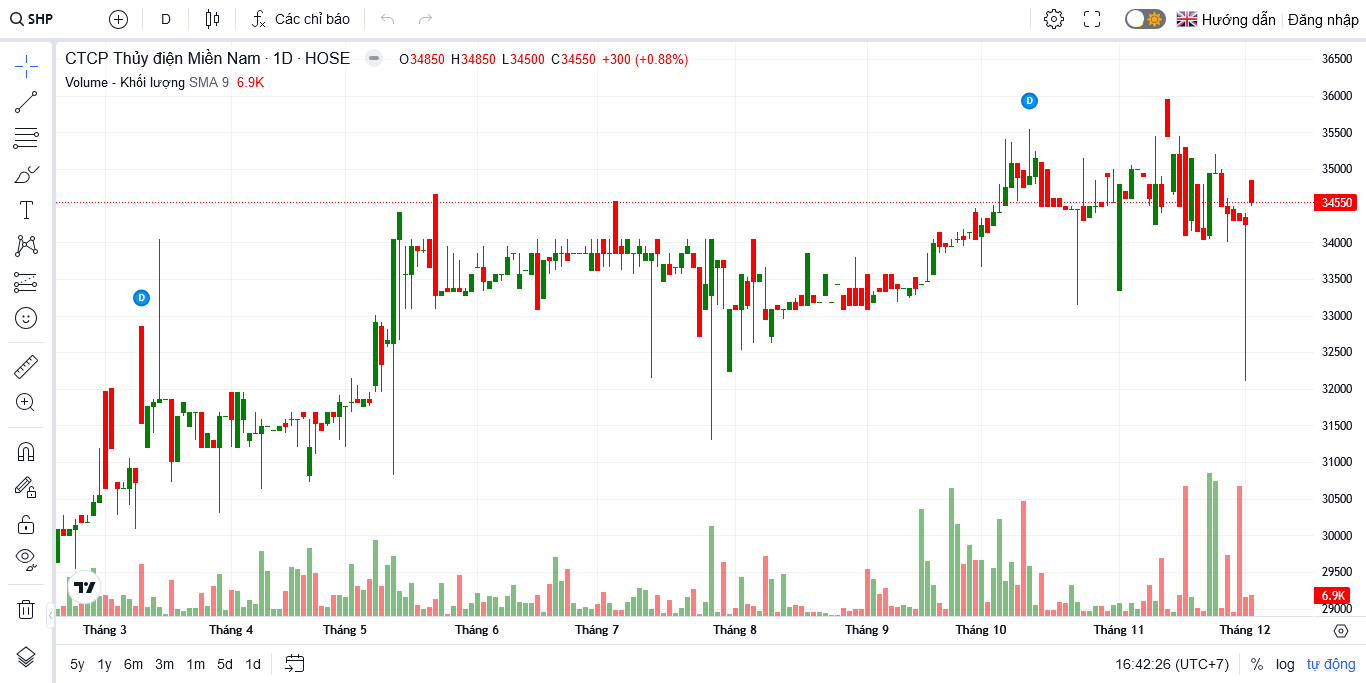 SHP D Các chỉ báo Hướng dẫn Đăng nhập
CTCP Thủy điện Miền Nam · 1D · HOSE O34850 H34850 L34500 C34550 +300 (+0.88%)
Volume - Khối lượng SMA 9 6.9K
36500
36000
D
35500
35000
34550
34000
33500
D
33000
32500
32000
31500
31000
30500
30000
29500
6.9K
29000
Tháng 3 Tháng 4 Tháng 5 Tháng 6 Tháng 7 Tháng 8 Tháng 9 Tháng 10 Tháng 11 Tháng 12
5y 1y 6m 3m 1m 5d 1d 16:42:26 (UTC+7) % log tự động